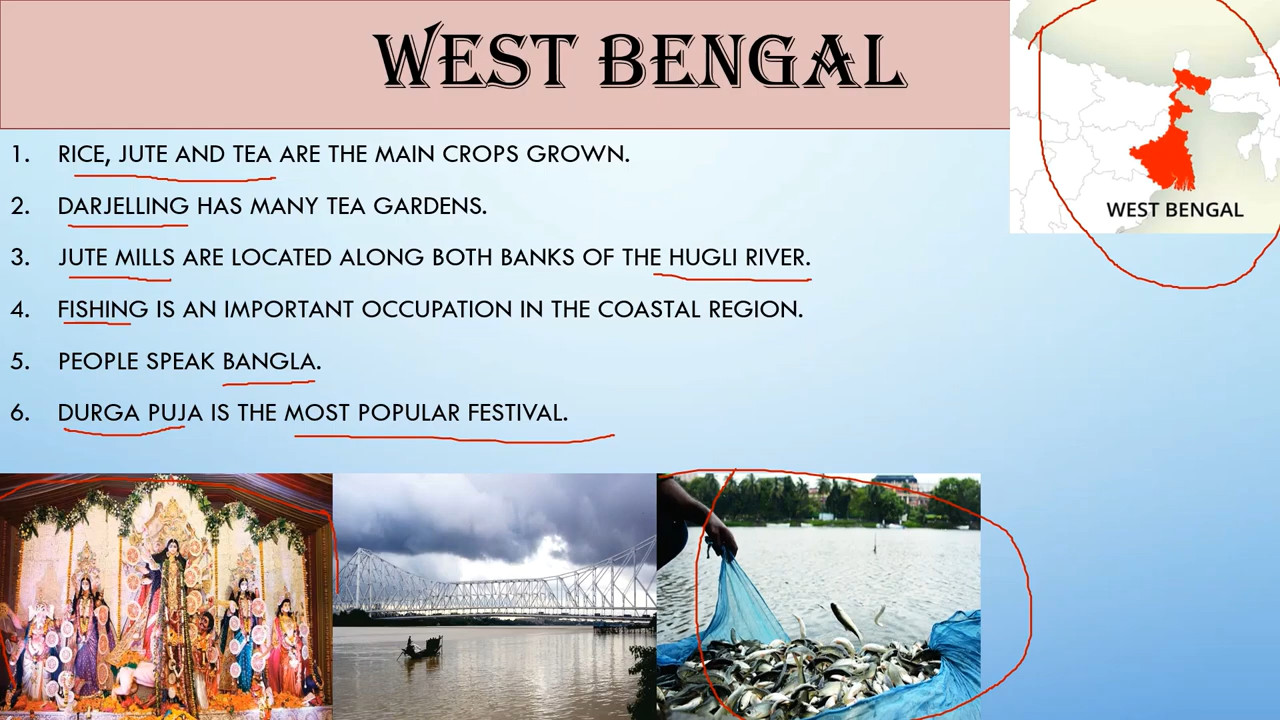 WEST BENGAL
WEST BENGAL
1. RICE, JUTE AND TEA ARE THE MAIN CROPS GROWN.
2. DARJELLING HAS MANY TEA GARDENS.
3. JUTE MILLS ARE LOCATED ALONG BOTH BANKS OF THE HUGLI RIVER.
4. FISHING IS AN IMPORTANT OCCUPATION IN THE COASTAL REGION.
5. PEOPLE SPEAK BANGLA.
6. DURGA PUJA IS THE MOST POPULAR FESTIVAL.